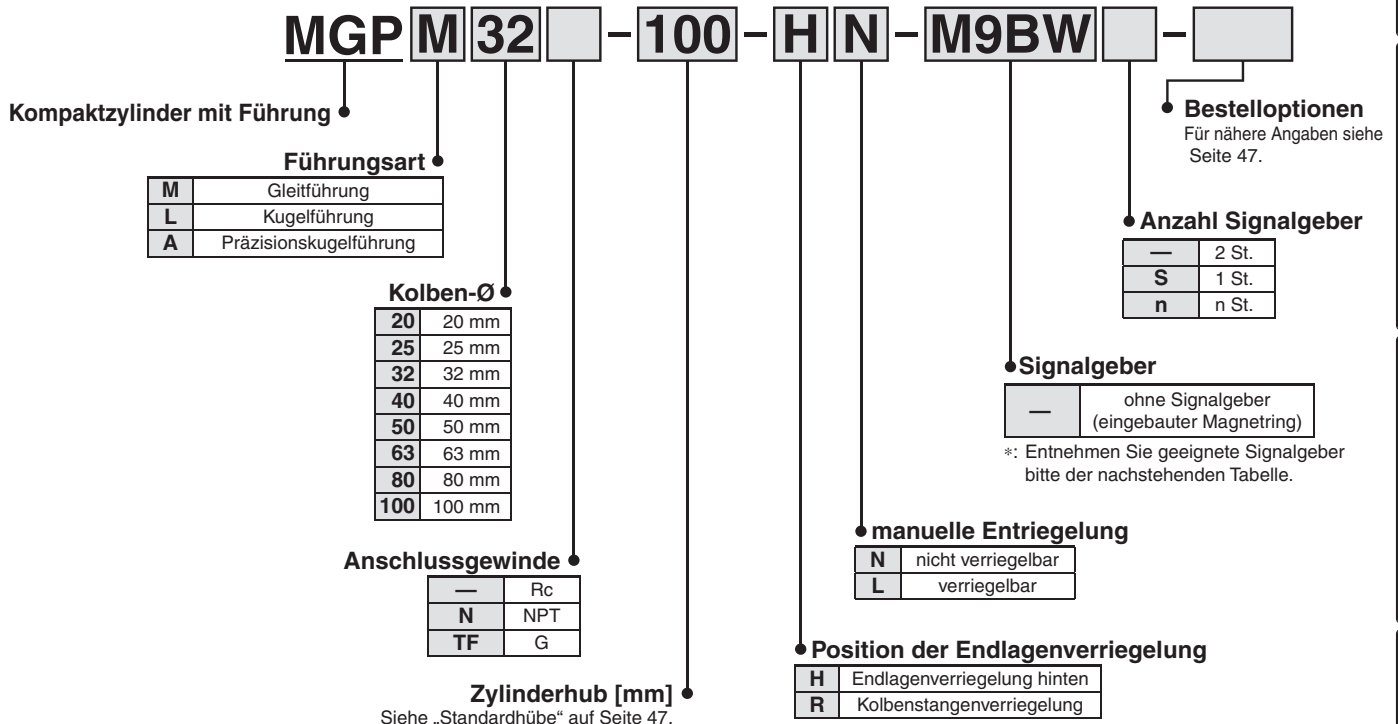 MGP M 32 - 100 - H N - M9BW -
Kompaktzylinder mit Führung
Führungsart
M Gleitführung
L Kugelführung
A Präzisionskugelführung
Kolben-Ø
20 20 mm
25 25 mm
32 32 mm
40 40 mm
50 50 mm
63 63 mm
80 80 mm
100 100 mm
Anschlussgewinde
— Rc
N NPT
TF G
Zylinderhub [mm]
Siehe „Standardhübe“ auf Seite 47.
Bestelloptionen
Für nähere Angaben siehe
Seite 47.
Anzahl Signalgeber
— 2 St.
S 1 St.
n n St.
Signalgeber
— ohne Signalgeber
(eingebauter Magnetring)
*: Entnehmen Sie geeignete Signalgeber
bitte der nachstehenden Tabelle.
manuelle Entriegelung
N nicht verriegelbar
L verriegelbar
Position der Endlagenverriegelung
H Endlagenverriegelung hinten
R Kolbenstangenverriegelung